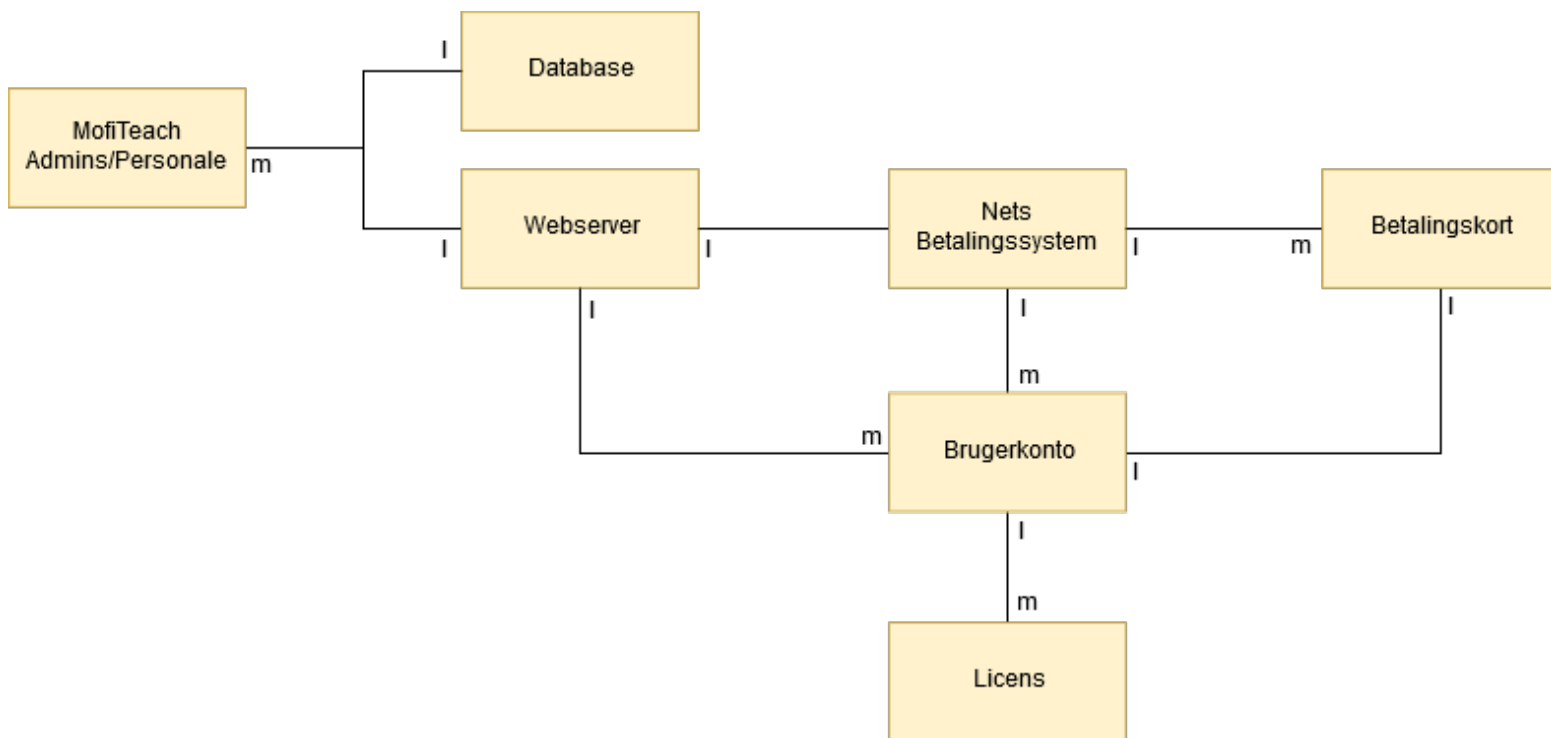 l
Database
MofiTeach
Admins/Personale
m
l
Webserver
l
l
Nets
Betalingssystem
l
m
Betalingskort
l
l
m
m
Brugerkonto
l
l
m
Licens